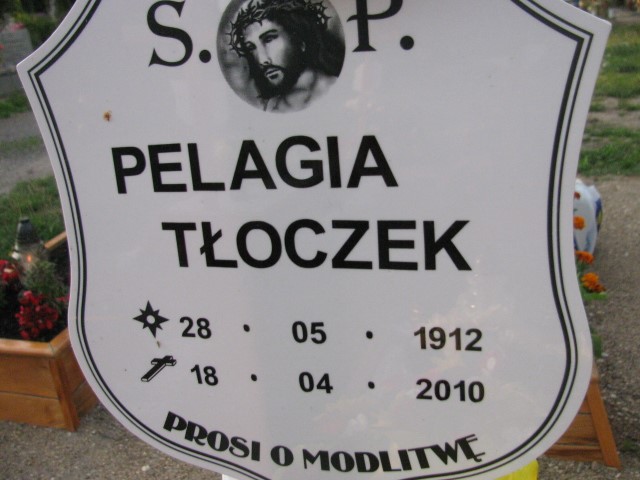 S. P.
PELAGIA
TŁOCZEK
28 • 05 • 1912
18 • 04 • 2010
PROSI O MODLITWĘ